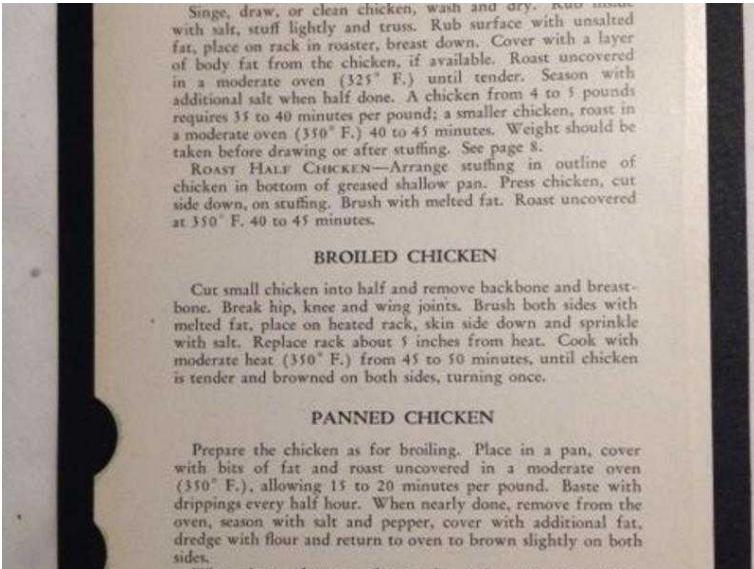 Singe, draw, or clean chicken, wash and dry. Rub inside
with salt, stuff lightly and truss. Rub surface with unsalted
fat, place on rack in roaster, breast down. Cover with a layer
of body fat from the chicken, if available. Roast uncovered
in a moderate oven (325° F.) until tender. Season with
additional salt when half done. A chicken from 4 to 5 pounds
requires 35 to 40 minutes per pound; a smaller chicken, roast in
a moderate oven (350° F.) 40 to 45 minutes. Weight should be
taken before drawing or after stuffing. See page 8.
ROAST HALF CHICKEN—Arrange stuffing in outline of
chicken in bottom of greased shallow pan. Press chicken, cut
side down, on stuffing. Brush with melted fat. Roast uncovered
at 350° F. 40 to 45 minutes.
BROILED CHICKEN
Cut small chicken into half and remove backbone and breast-
bone. Break hip, knee and wing joints. Brush both sides with
melted fat, place on heated rack, skin side down and sprinkle
with salt. Replace rack about 5 inches from heat. Cook with
moderate heat (350° F.) from 45 to 50 minutes, until chicken
is tender and browned on both sides, turning once.
PANNED CHICKEN
Prepare the chicken as for broiling. Place in a pan, cover
with bits of fat and roast uncovered in a moderate oven
(350° F.), allowing 15 to 20 minutes per pound. Baste with
drippings every half hour. When nearly done, remove from the
oven, season with salt and pepper, cover with additional fat,
dredge with flour and return to oven to brown slightly on both
sides.